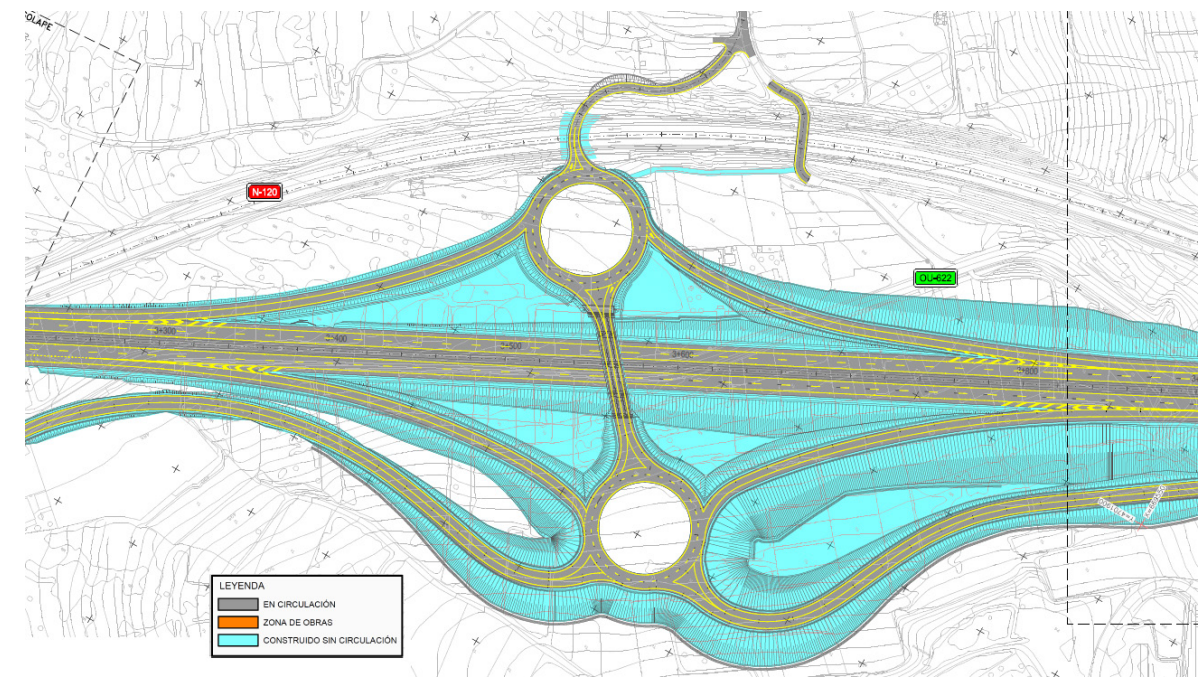 SOLAPE
N-120
OU-622
3+300
3+400
3+500
3+600
3+800
LEYENDA
EN CIRCULACIÓN
ZONA DE OBRAS
CONSTRUIDO SIN CIRCULACIÓN